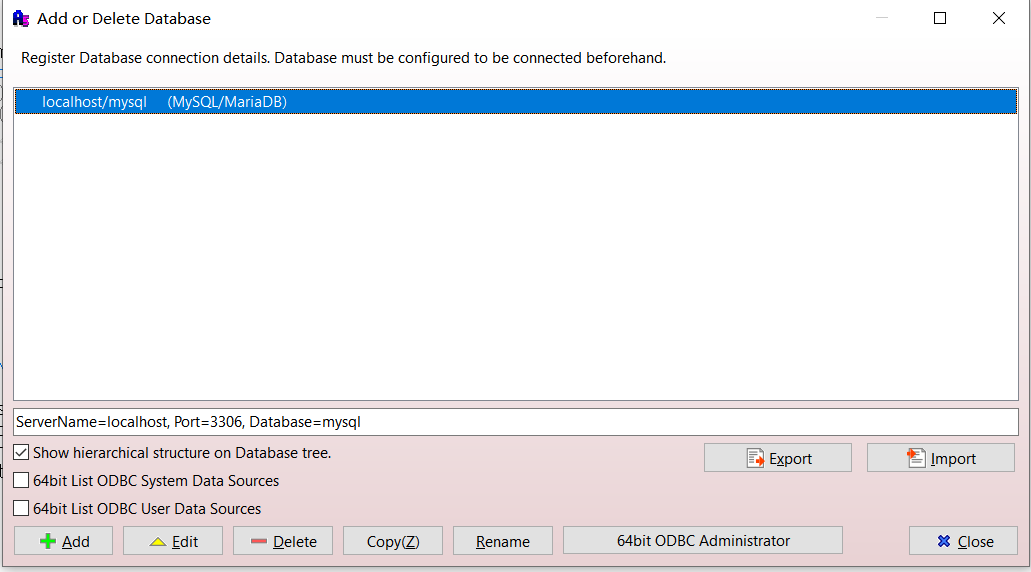 Add or Delete Database
Register Database connection details. Database must be configured to be connected beforehand.
localhost/mysql (MySQL/MariaDB)
ServerName=localhost, Port=3306, Database=mysql
Show hierarchical structure on Database tree.
Export Import
64bit List ODBC System Data Sources
64bit List ODBC User Data Sources
Add Edit Delete Copy(Z) Rename 64bit ODBC Administrator Close